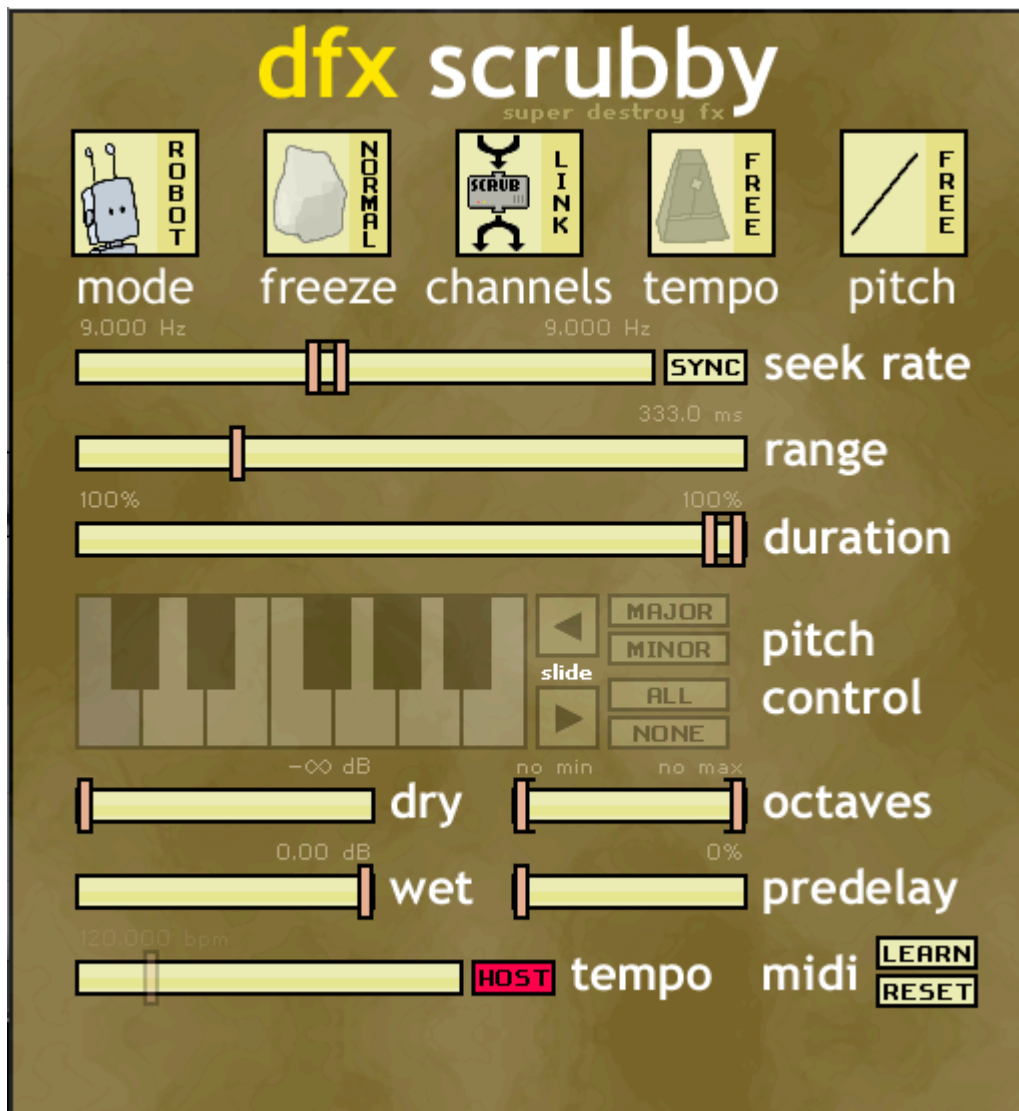 dfx scrubby
super destroy fx
ROBOT NORMAL SCRUB LINK FREE FREE
mode freeze channels tempo pitch
9.000 Hz 9.000 Hz
SYNC seek rate
333.0 ms
range
100% 100%
duration
MAJOR
MINOR
pitch
slide
ALL
control
NONE
-∞ dB no min no max
dry octaves
0.00 dB 0%
wet predelay
120.000 bpm
HOST tempo midi LEARN
RESET